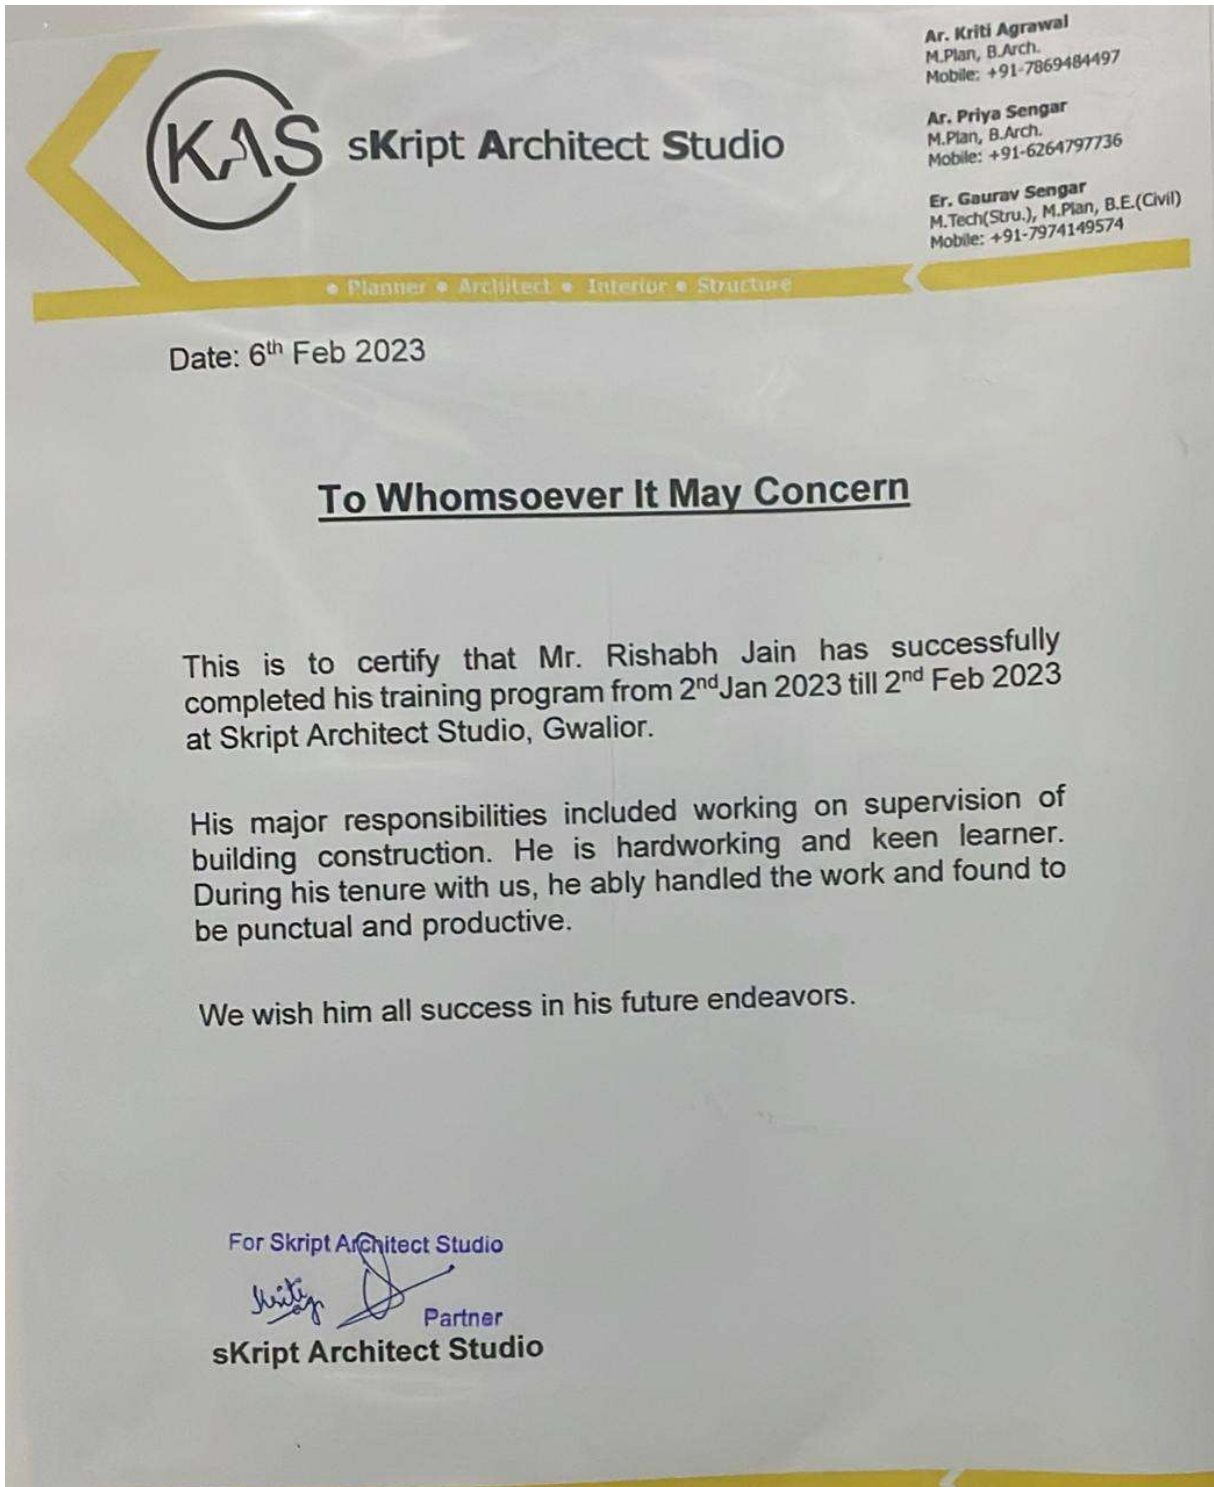 KAS sKript Architect Studio
Ar. Kriti Agrawal
M.Plan, B.Arch.
Mobile: +91-7869484497
Ar. Priya Sengar
M.Plan, B.Arch.
Mobile: +91-6264797736
Er. Gaurav Sengar
M.Tech(Stru.), M.Plan, B.E.(Civil)
Mobile: +91-7974149574
• Planner • Architect • Interior • Structure
Date: 6th Feb 2023
To Whomsoever It May Concern
This is to certify that Mr. Rishabh Jain has successfully
completed his training program from 2nd Jan 2023 till 2nd Feb 2023
at Skript Architect Studio, Gwalior.
His major responsibilities included working on supervision of
building construction. He is hardworking and keen learner.
During his tenure with us, he ably handled the work and found to
be punctual and productive.
We wish him all success in his future endeavors.
For Skript Architect Studio
Kriti
Partner
sKript Architect Studio